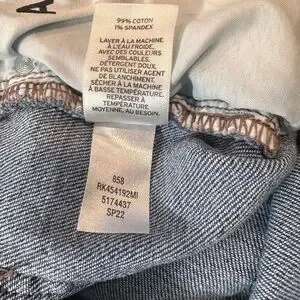 A
99% COTTON
1% SPANDEX
LAVER À LA MACHINE
À L'EAU FROIDE,
AVEC DES COULEURS
SEMBLABLES.
DÉTERGENT DOUX.
NE PAS UTILISER AGENT
DE BLANCHIMENT.
SÉCHER À LA MACHINE
À BASSE TEMPÉRATURE.
REPASSER À
TEMPÉRATURE
MOYENNE, AU BESOIN.
858
RK454192MI
5174437
SP22